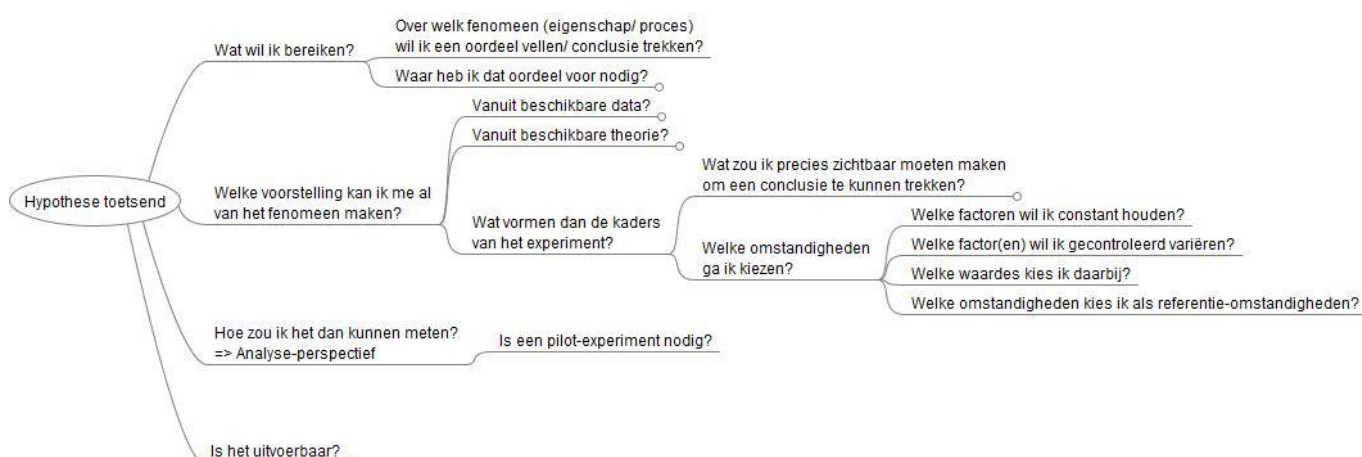 Over welk fenomeen (eigenschap/ proces)
wil ik een oordeel vellen/ conclusie trekken?
Wat wil ik bereiken?
Waar heb ik dat oordeel voor nodig?
Vanuit beschikbare data?
Vanuit beschikbare theorie?
Wat zou ik precies zichtbaar moeten maken
om een conclusie te kunnen trekken?
Hypothese toetsend
Welke voorstelling kan ik me al
van het fenomeen maken?
Wat vormen dan de kaders
van het experiment?
Welke factoren wil ik constant houden?
Welke omstandigheden
ga ik kiezen?
Welke factor(en) wil ik gecontroleerd variëren?
Welke waardes kies ik daarbij?
Welke omstandigheden kies ik als referentie-omstandigheden?
Hoe zou ik het dan kunnen meten?
=> Analyse-perspectief
Is een pilot-experiment nodig?
Is het uitvoerbaar?